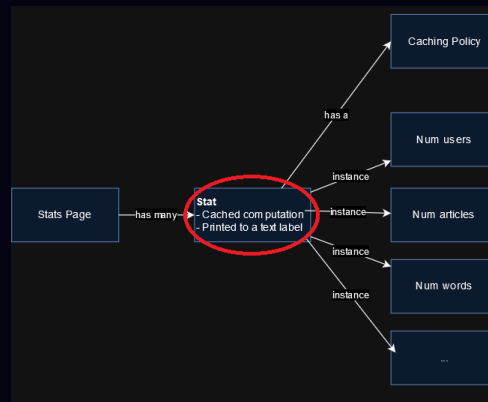 Caching Policy
has a
Num users
instance
Stats Page
has many
Stat
- Cached computation
- Printed to a text label
instance
Num articles
instance
Num words
instance
...